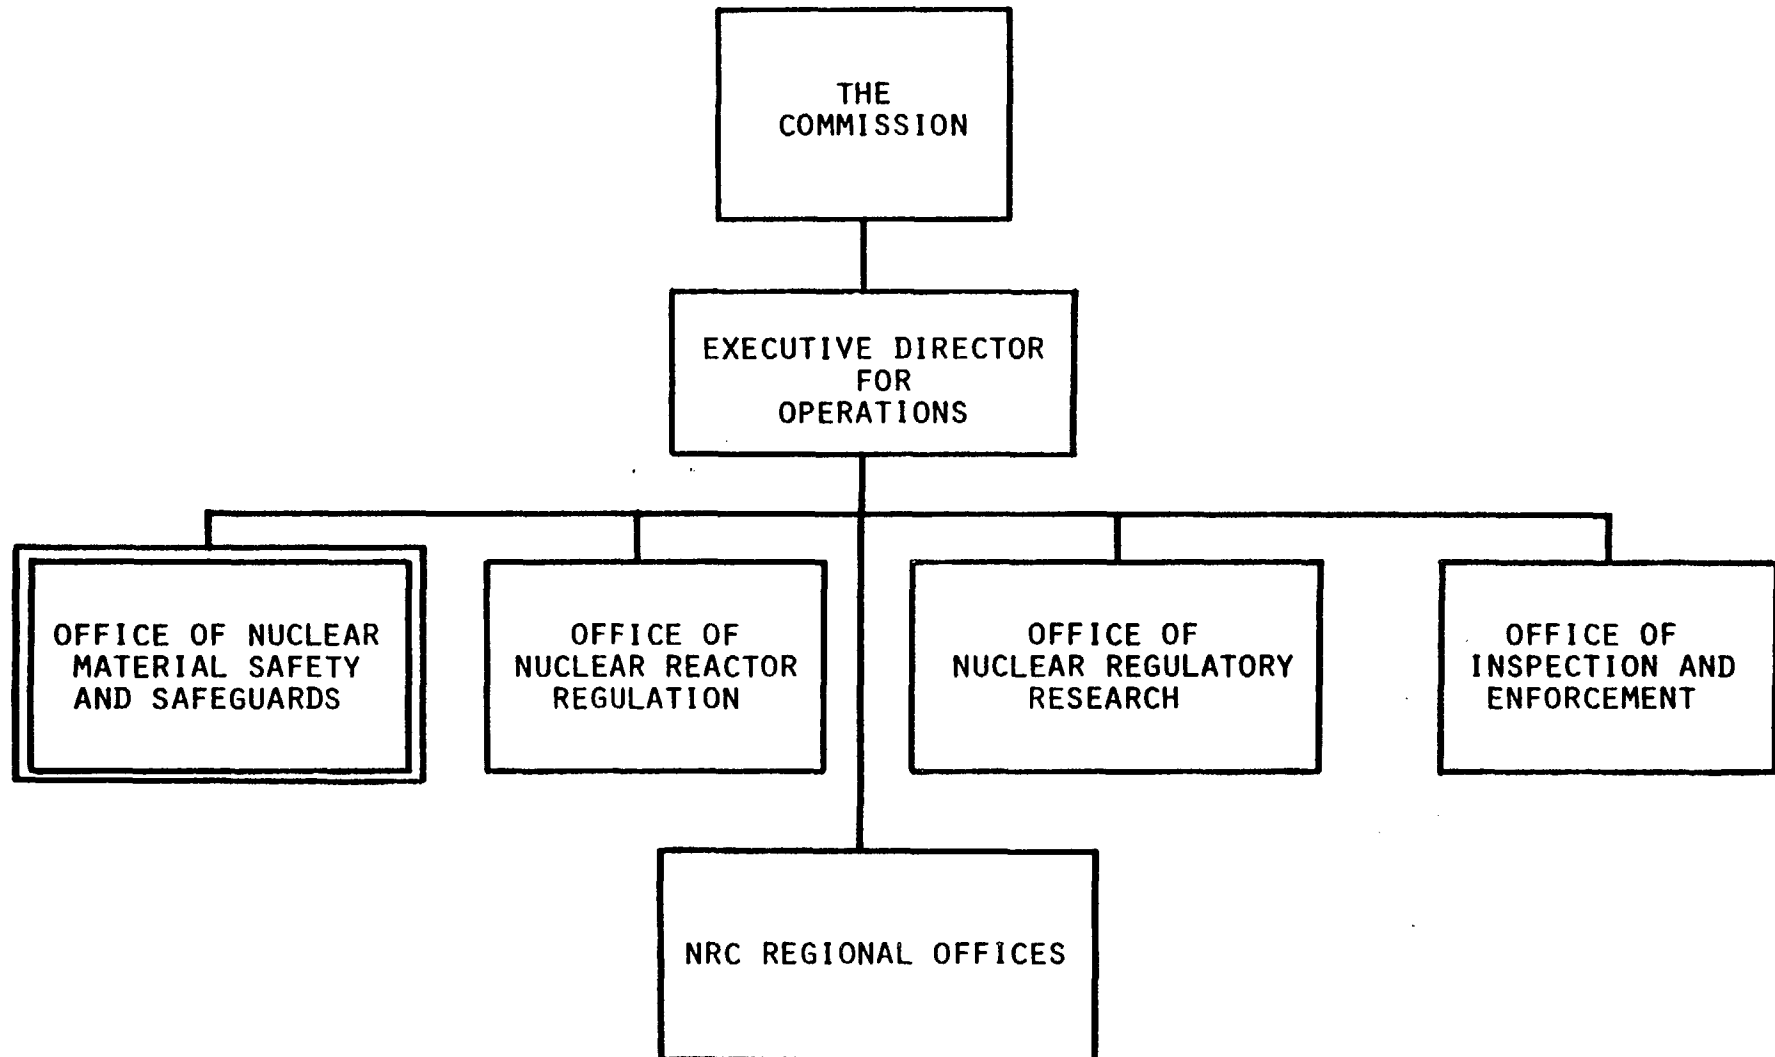 THE
COMMISSION
EXECUTIVE DIRECTOR
FOR
OPERATIONS
OFFICE OF NUCLEAR
MATERIAL SAFETY
AND SAFEGUARDS
OFFICE OF
NUCLEAR REACTOR
REGULATION
OFFICE OF
NUCLEAR REGULATORY
RESEARCH
OFFICE OF
INSPECTION AND
ENFORCEMENT
NRC REGIONAL OFFICES